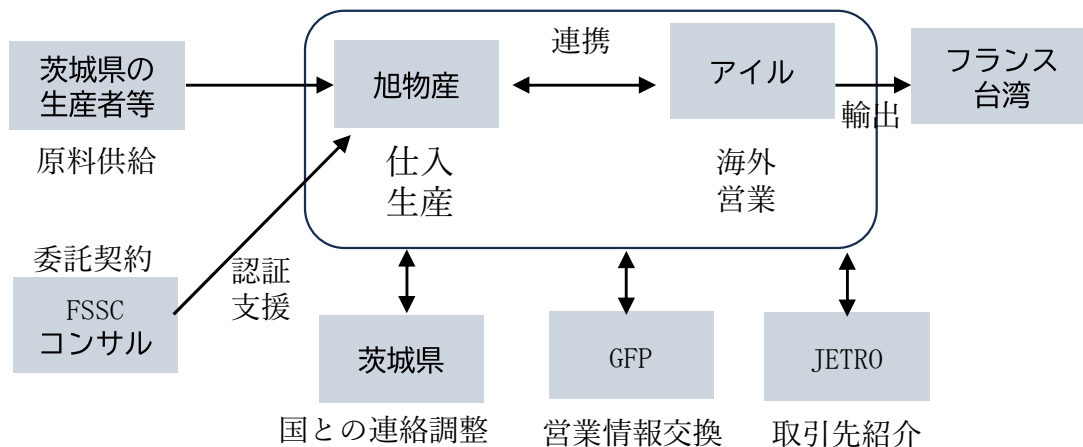 連携
茨城県の
生産者等
旭物産
アイル
フランス
台湾
輸出
原料供給
仕入
生産
海外
営業
委託契約
認証
支援
FSSC
コンサル
茨城県
GFP
JETRO
国との連絡調整
営業情報交換
取引先紹介